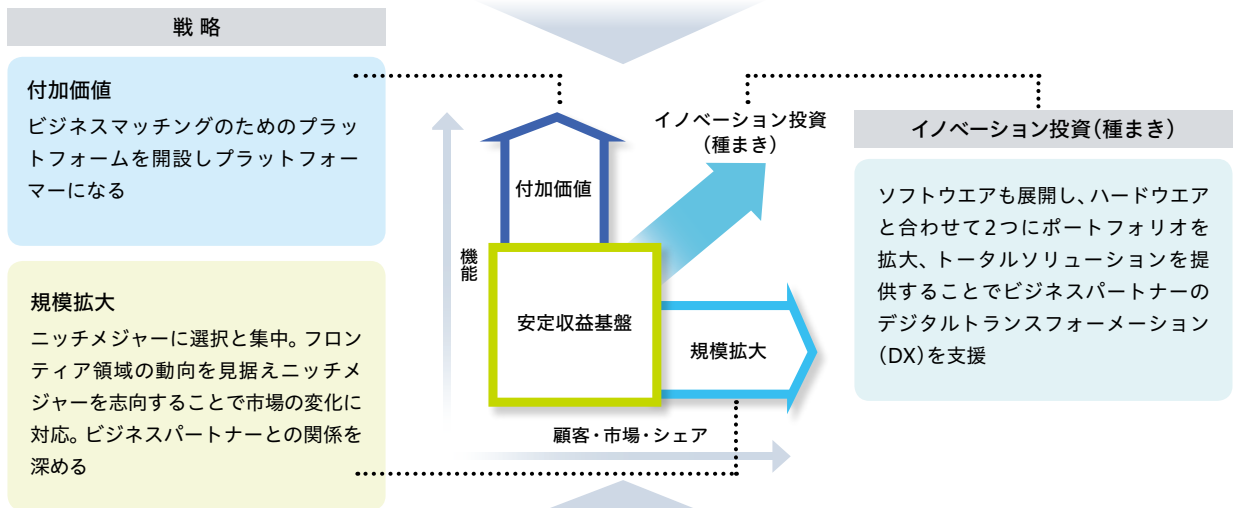 戦略
付加価値
ビジネスマッチングのためのプラッ
トフォームを開設しプラットフォー
マーになる
規模拡大
ニッチメジャーに選択と集中。フロン
ティア領域の動向を見据えニッチメ
ジャーを志向することで市場の変化に
対応。ビジネスパートナーとの関係を
深める
機能
付加価値
安定収益基盤
規模拡大
顧客・市場・シェア
イノベーション投資
(種まき)
イノベーション投資(種まき)
ソフトウエアも展開し、ハードウエア
と合わせて2つにポートフォリオを
拡大、トータルソリューションを提
供することでビジネスパートナーの
デジタルトランスフォーメーション
(DX)を支援